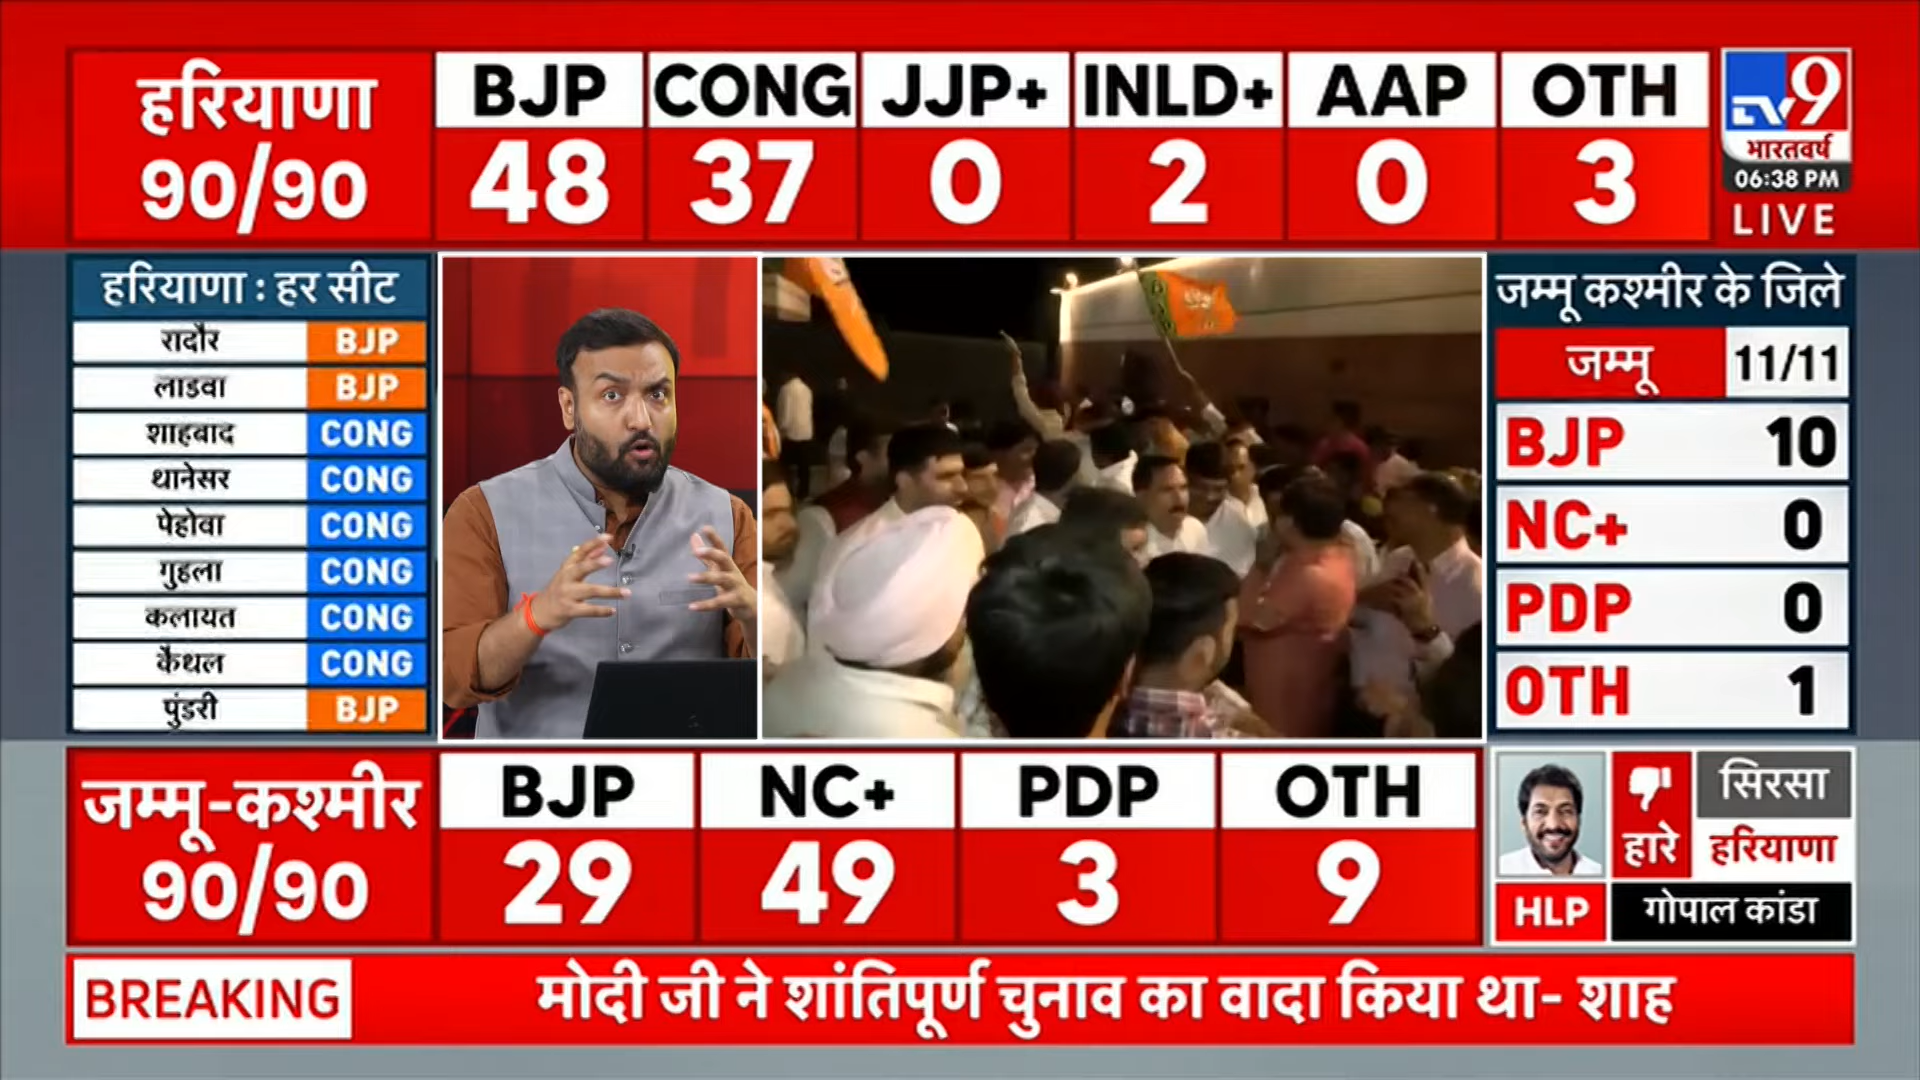 हरियाणा
90/90
BJP CONG JJP+ INLD+ AAP OTH
48 37 0 2 0 3
TV9
भारतवर्ष
06:38 PM
LIVE
हरियाणा : हर सीट
रादौर BJP
लाडवा BJP
शाहबाद CONG
थानेसर CONG
पेहोवा CONG
गुहला CONG
कलायत CONG
कैथल CONG
पुंडरी BJP
जम्मू कश्मीर के जिले
जम्मू 11/11
BJP 10
NC+ 0
PDP 0
OTH 1
जम्मू-कश्मीर
90/90
BJP NC+ PDP OTH
29 49 3 9
सिरसा
हारे हरियाणा
HLP गोपाल कांडा
BREAKING मोदी जी ने शांतिपूर्ण चुनाव का वादा किया था- शाह